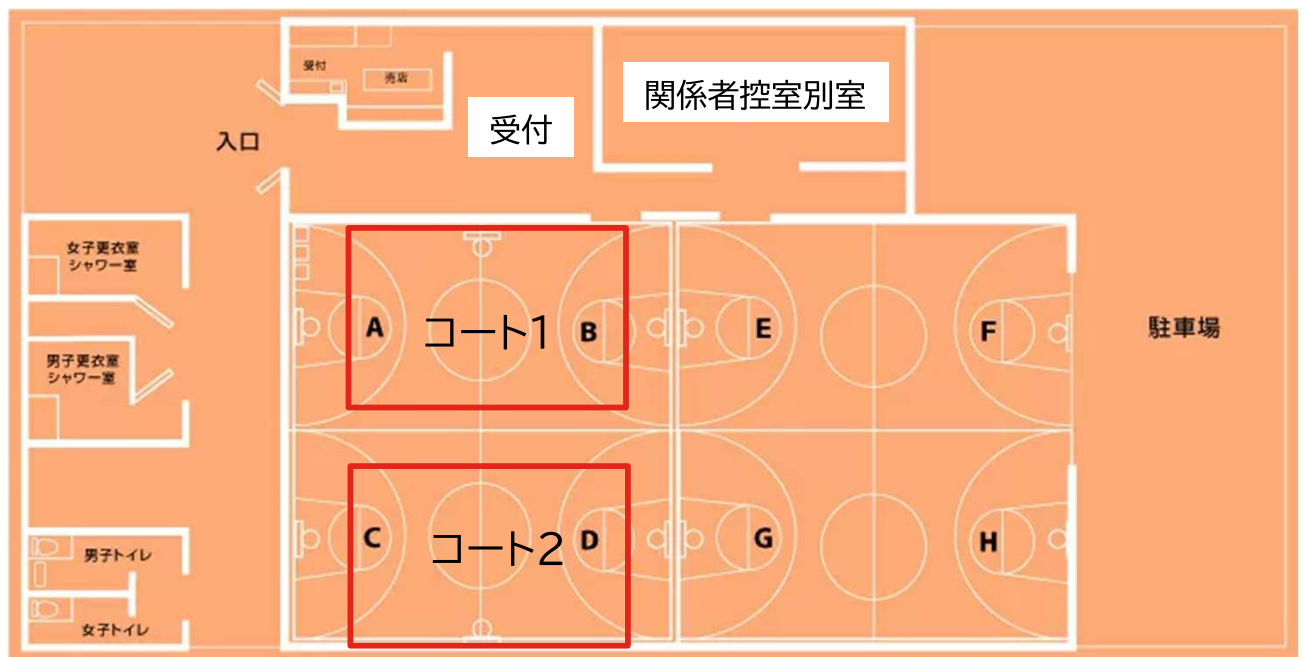 受付
売店
関係者控室別室
受付
入口
女子更衣室
シャワー室
A
コート1
B
E
F
駐車場
男子更衣室
シャワー室
C
コート2
D
G
H
男子トイレ
女子トイレ